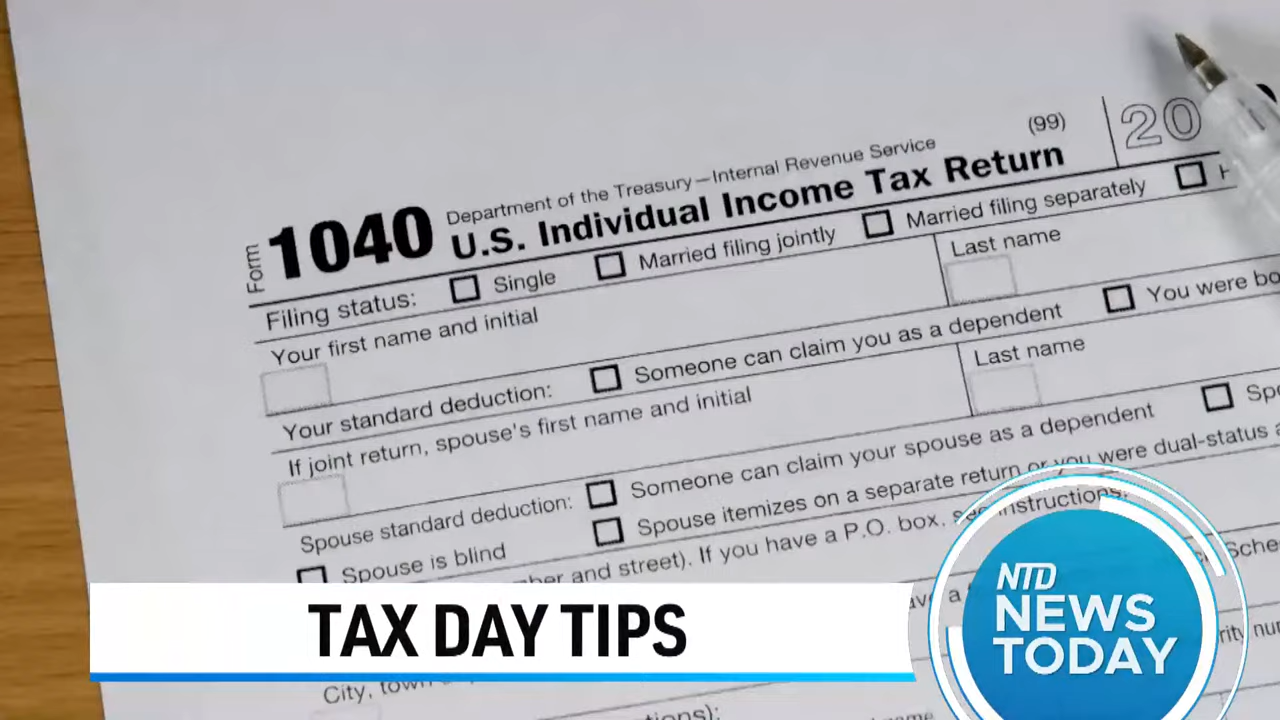 Form 1040
Department of the Treasury—Internal Revenue Service
(99)
U.S. Individual Income Tax Return
20
Filing status:
Single
Married filing jointly
Married filing separately
Your first name and initial
Last name
Your standard deduction:
Someone can claim you as a dependent
You were
If joint return, spouse's first name and initial
Last name
Spouse standard deduction:
Someone can claim your spouse as a dependent
Spouse is blind
Spouse itemizes on a separate return or you were dual-status
and street). If you have a P.O. box, see instructions.
City, town
TAX DAY TIPS
NTD
NEWS
TODAY